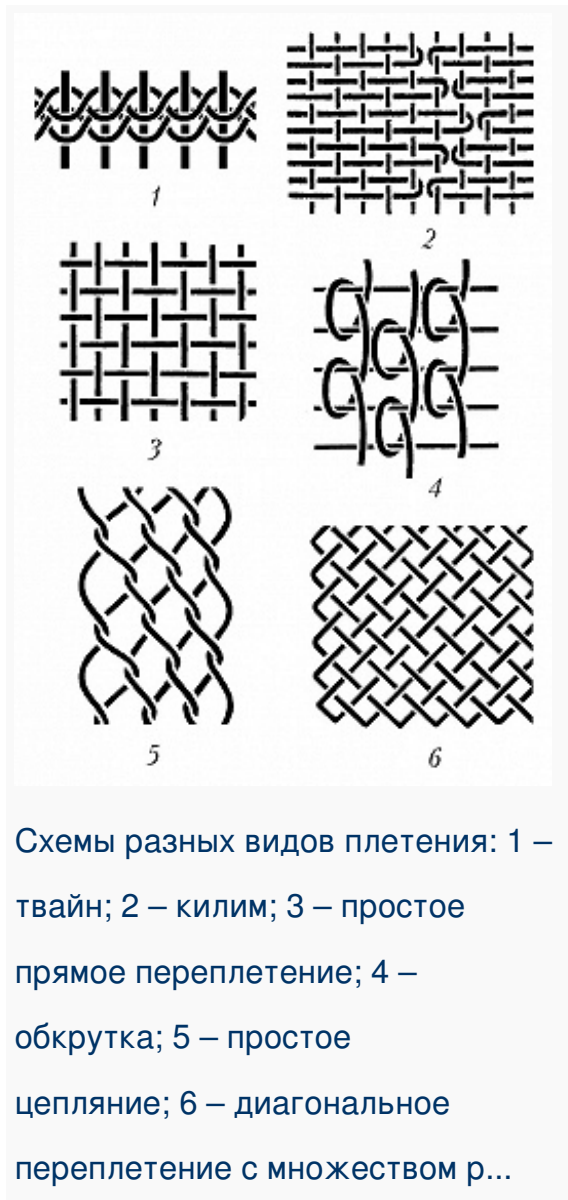 1
2
3
4
5
6
Схемы разных видов плетения: 1 –
твайн; 2 – килим; 3 – простое
прямое переплетение; 4 –
обкрутка; 5 – простое
цепляние; 6 – диагональное
переплетение с множеством р...